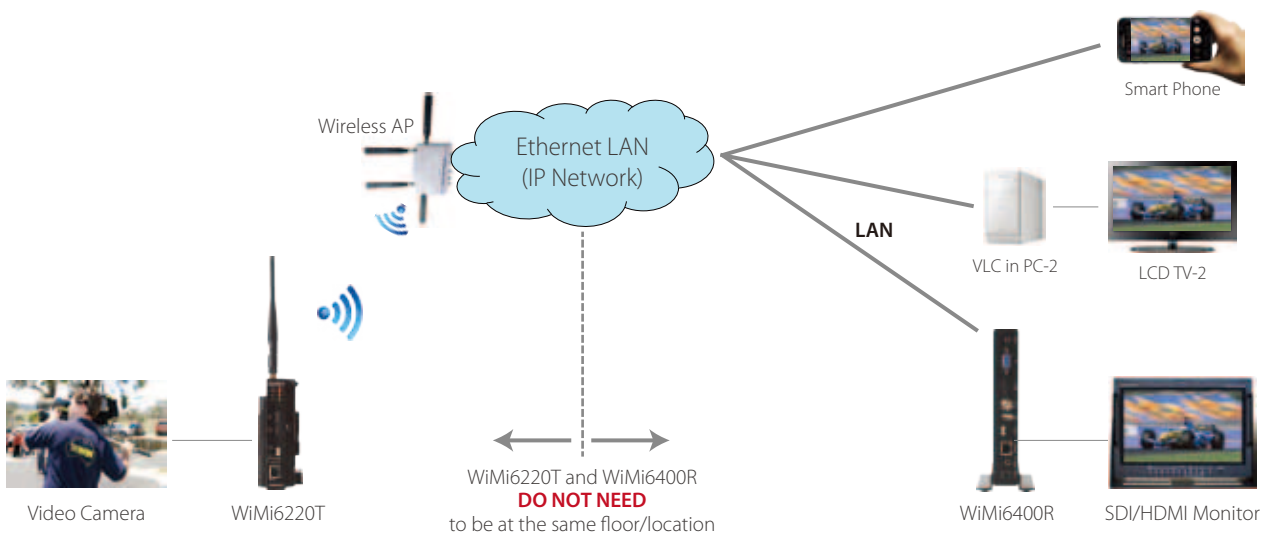 Smart Phone
Wireless AP
Ethernet LAN
(IP Network)
LAN
VLC in PC-2
LCD TV-2
WiMi6220T and WiMi6400R
DO NOT NEED
to be at the same floor/location
Video Camera
WiMi6220T
WiMi6400R
SDI/HDMI Monitor